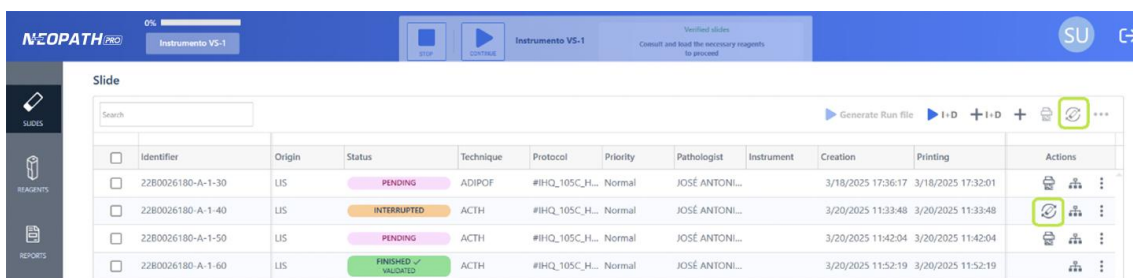 NEOPATH PRO
0%
Instrumento VS-1
STOP
CONTINUE
Instrumento VS-1
Verified slides
Consult and load the necessary reagents
to proceed
SU
SLIDES
REAGENTS
REPORTS
Slide
Search
Generate Run file I+D +I+D +
Identifier Origin Status Technique Protocol Priority Pathologist Instrument Creation Printing Actions
22B0026180-A-1-30 LIS PENDING ADIPOF #IHQ_105C_H... Normal JOSÉ ANTONI... 3/18/2025 17:36:17 3/18/2025 17:32:01
22B0026180-A-1-40 LIS INTERRUPTED ACTH #IHQ_105C_H... Normal JOSÉ ANTONI... 3/20/2025 11:33:48 3/20/2025 11:33:48
22B0026180-A-1-50 LIS PENDING ACTH #IHQ_105C_H... Normal JOSÉ ANTONI... 3/20/2025 11:42:04 3/20/2025 11:42:04
22B0026180-A-1-60 LIS FINISHED ✓ VALIDATED ACTH #IHQ_105C_H... Normal JOSÉ ANTONI... 3/20/2025 11:52:19 3/20/2025 11:52:19